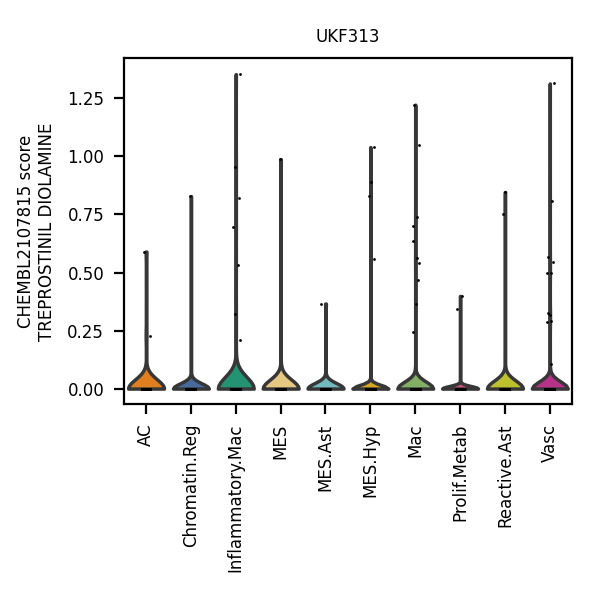 UKF313
CHEMBL2107815 score
TREPROSTINIL DIOLAMINE
1.25
1.00
0.75
0.50
0.25
0.00
AC
Chromatin.Reg
Inflammatory.Mac
MES
MES.Ast
MES.Hyp
Mac
Prolif.Metab
Reactive.Ast
Vasc